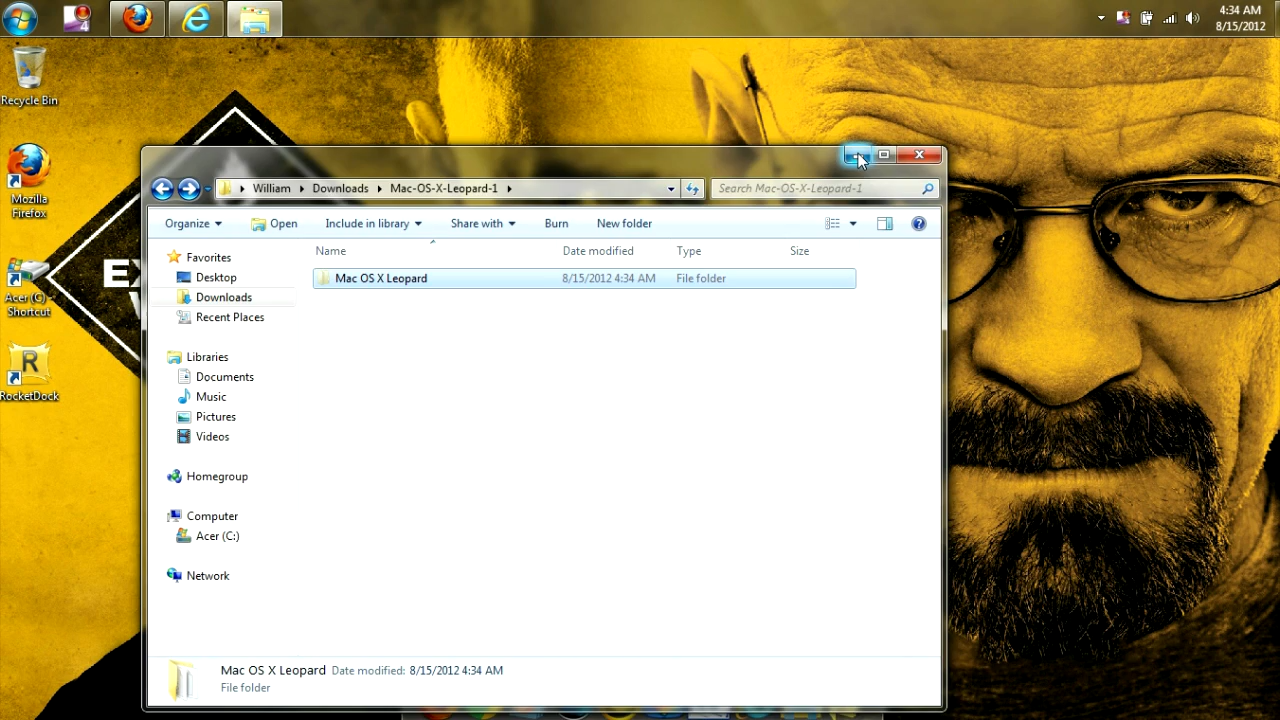 4:34 AM
8/15/2012
Recycle Bin
Mozilla
Firefox
Acer (C) -
Shortcut
R
RocketDock
EX
William
Downloads
Mac-OS-X-Leopard-1
Search Mac-OS-X-Leopard-1
Organize
Open
Include in library
Share with
Burn
New folder
Name
Date modified
Type
Size
Mac OS X Leopard
8/15/2012 4:34 AM
File folder
Favorites
Desktop
Downloads
Recent Places
Libraries
Documents
Music
Pictures
Videos
Homegroup
Computer
Acer (C:)
Network
Mac OS X Leopard Date modified: 8/15/2012 4:34 AM
File folder